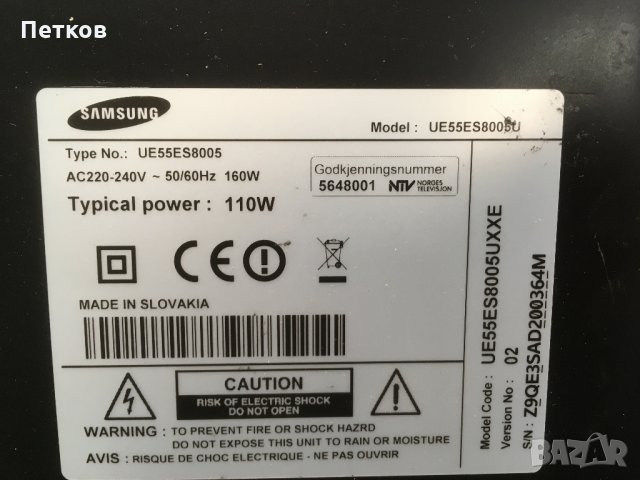 Петков
SAMSUNG
Model : UE55ES8005U
Type No.: UE55ES8005
AC220-240V ~ 50/60Hz 160W
Typical power : 110W
Godkjenningsnummer
5648001 NTV NORGES TELEVISJON
CE
MADE IN SLOVAKIA
CAUTION
RISK OF ELECTRIC SHOCK
DO NOT OPEN
WARNING : TO PREVENT FIRE OR SHOCK HAZRD
DO NOT EXPOSE THIS UNIT TO RAIN OR MOISTURE
AVIS : RISQUE DE CHOC ELECTRIQUE - NE PAS OUVRIR
Model Code : UE55ES8005UXXE
Version No : 02
S/N : Z9QE3SAD200364M
BAZAR